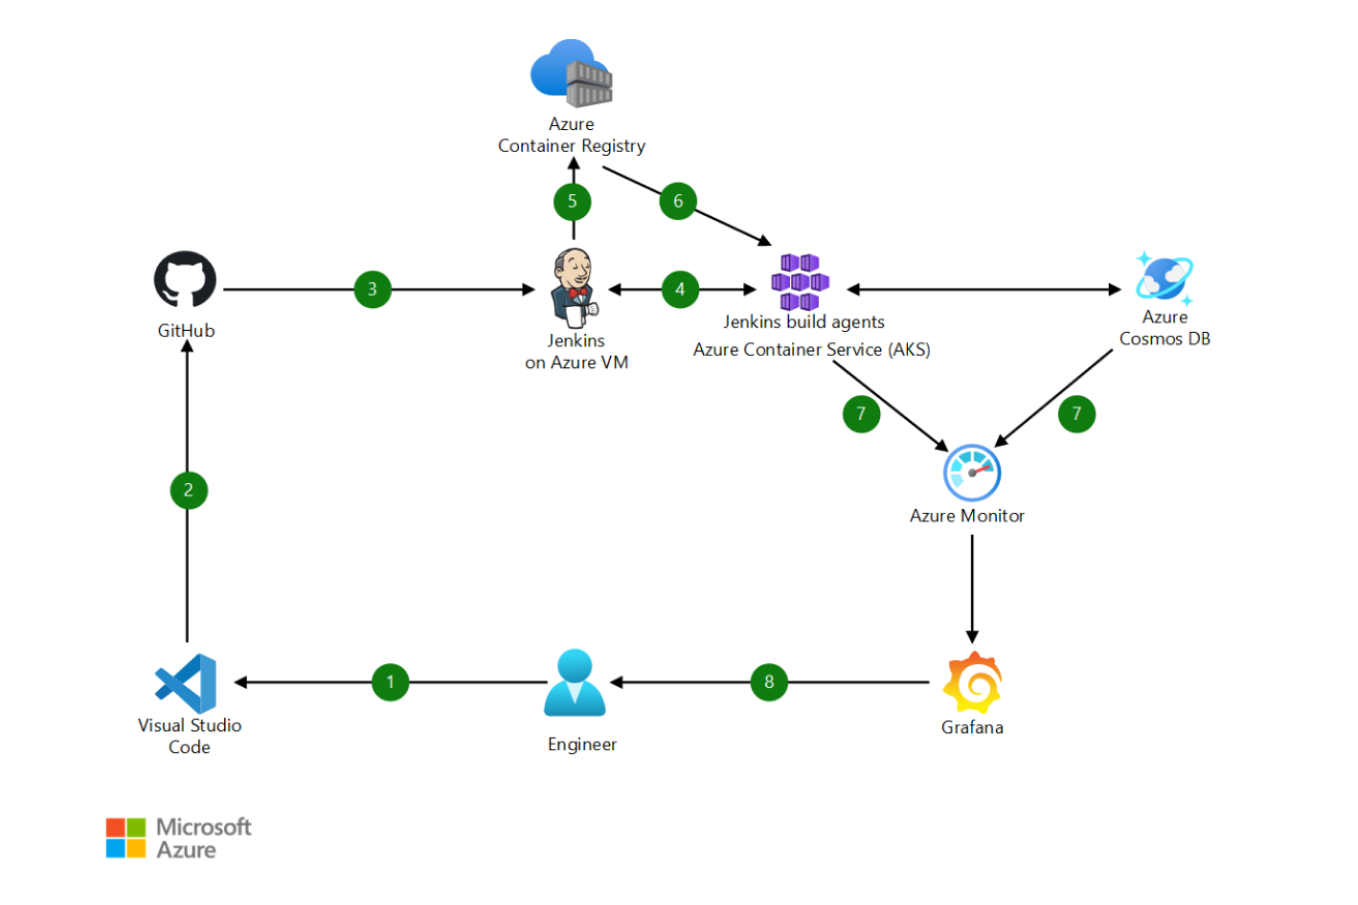 Azure
Container Registry
5
6
GitHub
3
Jenkins
on Azure VM
4
Jenkins build agents
Azure Container Service (AKS)
Azure
Cosmos DB
7
7
Azure Monitor
2
1
8
Visual Studio
Code
Engineer
Grafana
Microsoft
Azure